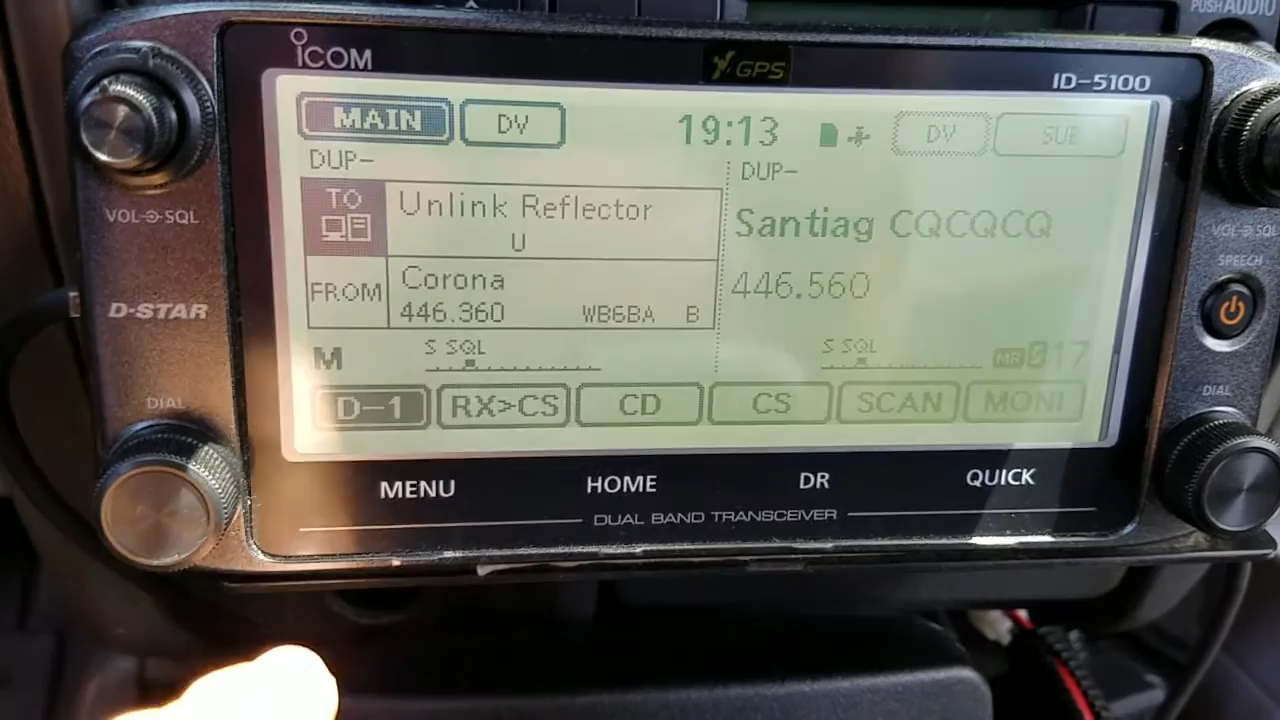 PUSH AUDIO
ICOM
GPS
ID-5100
MAIN DV 19:13 DV SUB
DUP-
DUP-
TO
Unlink Reflector
U
Santiag CQCQCQ
FROM
Corona
446.360 WB6BA B
446.560
M
S SQL
S SQL
MR 017
D-1 RX>CS CD CS SCAN MONI
VOL SQL
D-STAR
DIAL
VOL SQL
SPEECH
DIAL
MENU HOME DR QUICK
DUAL BAND TRANSCEIVER